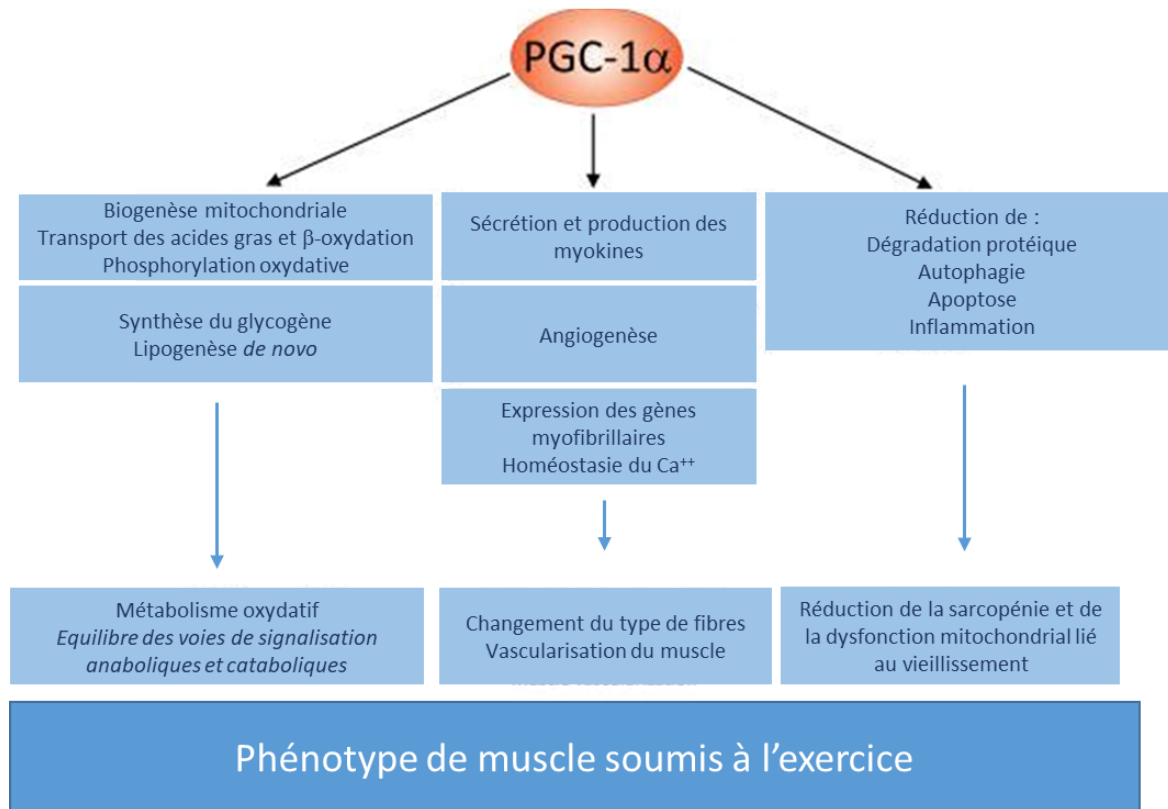 PGC-1α
Biogenèse mitochondriale
Transport des acides gras et β-oxydation
Phosphorylation oxydative
Synthèse du glycogène
Lipogenèse de novo
Sécrétion et production des
myokines
Angiogenèse
Expression des gènes
myofibrillaires
Homéostasie du Ca⁺⁺
Réduction de :
Dégradation protéique
Autophagie
Apoptose
Inflammation
Métabolisme oxydatif
Equilibre des voies de signalisation
anaboliques et cataboliques
Changement du type de fibres
Vascularisation du muscle
Réduction de la sarcopénie et de
la dysfonction mitochondrial lié
au vieillissement
Phénotype de muscle soumis à l’exercice